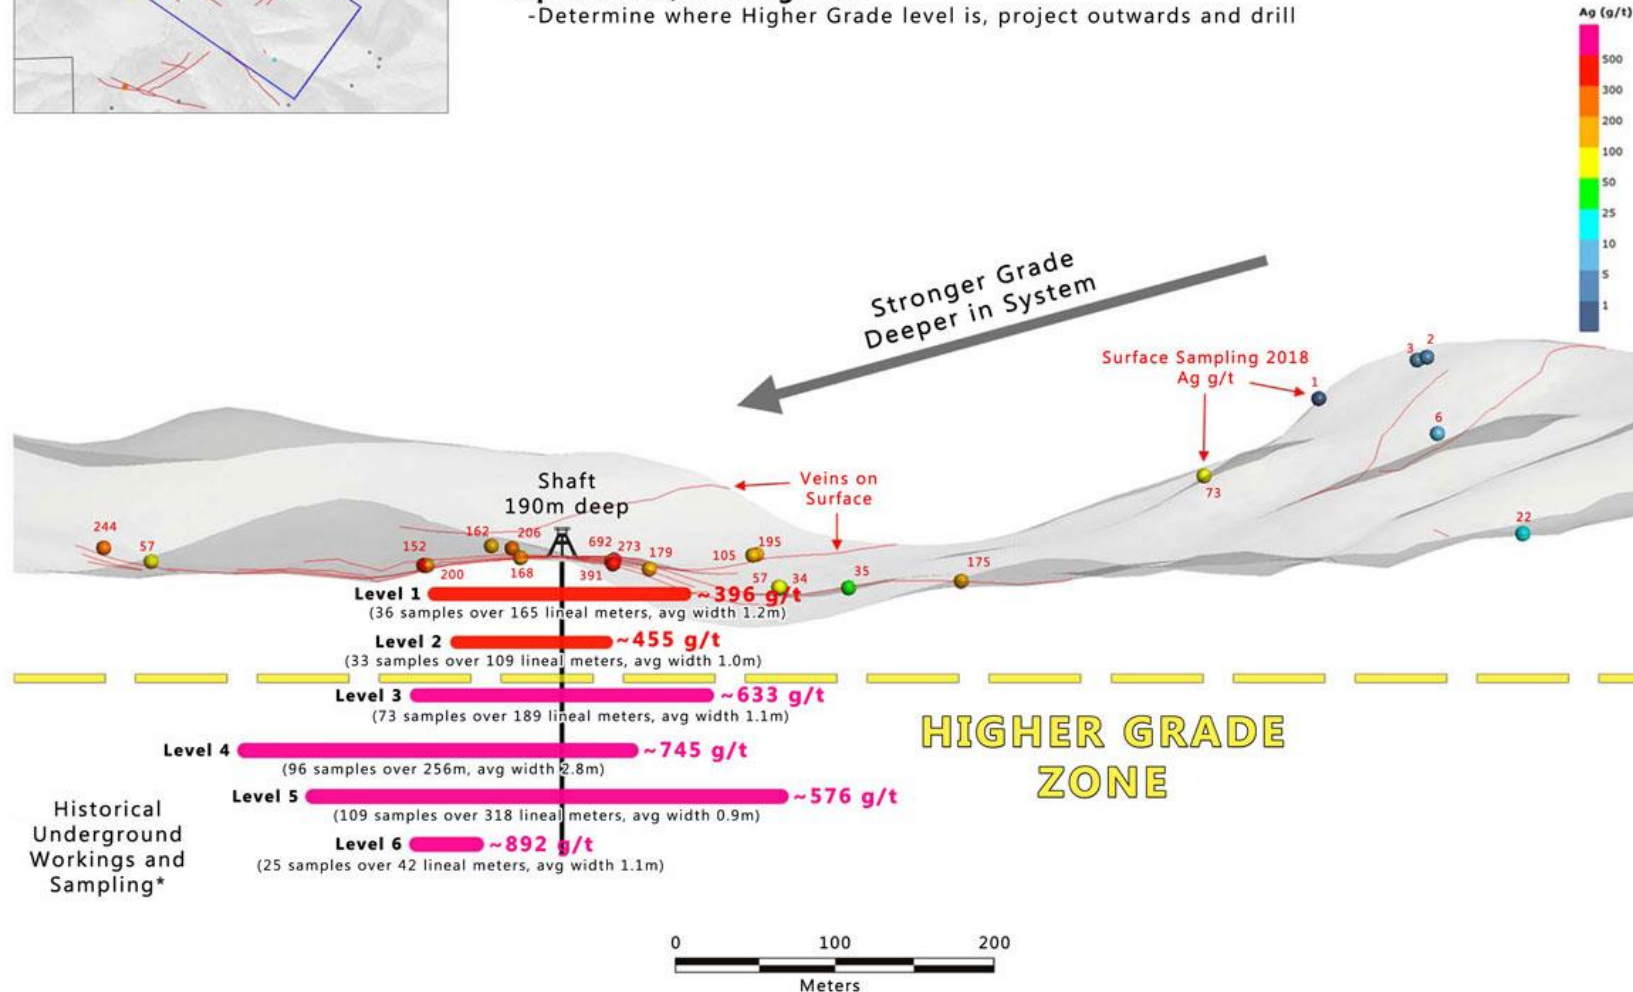 -Determine where Higher Grade level is, project outwards and drill
Ag (g/t)
500
300
200
100
50
25
10
5
1
Stronger Grade
Deeper in System
Surface Sampling 2018
Ag g/t
1
3
2
6
73
22
Shaft
190m deep
Veins on
Surface
244
57
152
200
162
206
168
692
273
391
179
105
195
57
34
35
175
Level 1
~396 g/t
(36 samples over 165 lineal meters, avg width 1.2m)
Level 2
~455 g/t
(33 samples over 109 lineal meters, avg width 1.0m)
Level 3
~633 g/t
(73 samples over 189 lineal meters, avg width 1.1m)
HIGHER GRADE
ZONE
Level 4
~745 g/t
(96 samples over 256m, avg width 2.8m)
Level 5
~576 g/t
(109 samples over 318 lineal meters, avg width 0.9m)
Level 6
~892 g/t
(25 samples over 42 lineal meters, avg width 1.1m)
Historical
Underground
Workings and
Sampling*
0
100
200
Meters